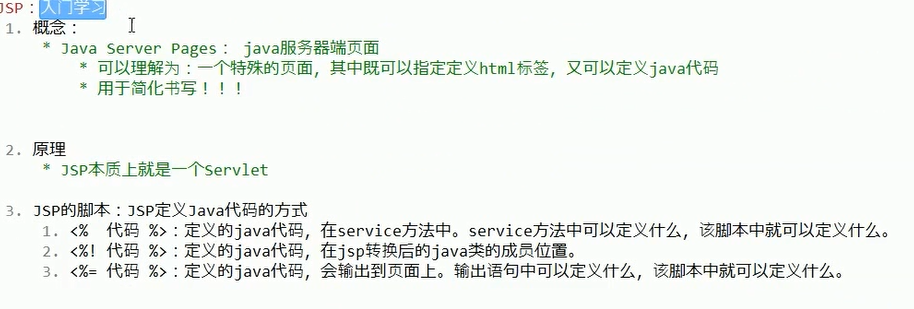 JSP：入门学习
1. 概念：
* Java Server Pages： java服务器端页面
* 可以理解为：一个特殊的页面，其中既可以指定定义html标签，又可以定义java代码
* 用于简化书写！！！
2. 原理
* JSP本质上就是一个Servlet
3. JSP的脚本：JSP定义Java代码的方式
1. <%  代码 %>：定义的java代码，在service方法中。service方法中可以定义什么，该脚本中就可以定义什么。
2. <%! 代码 %>：定义的java代码，在jsp转换后的java类的成员位置。
3. <%= 代码 %>：定义的java代码，会输出到页面上。输出语句中可以定义什么，该脚本中就可以定义什么。